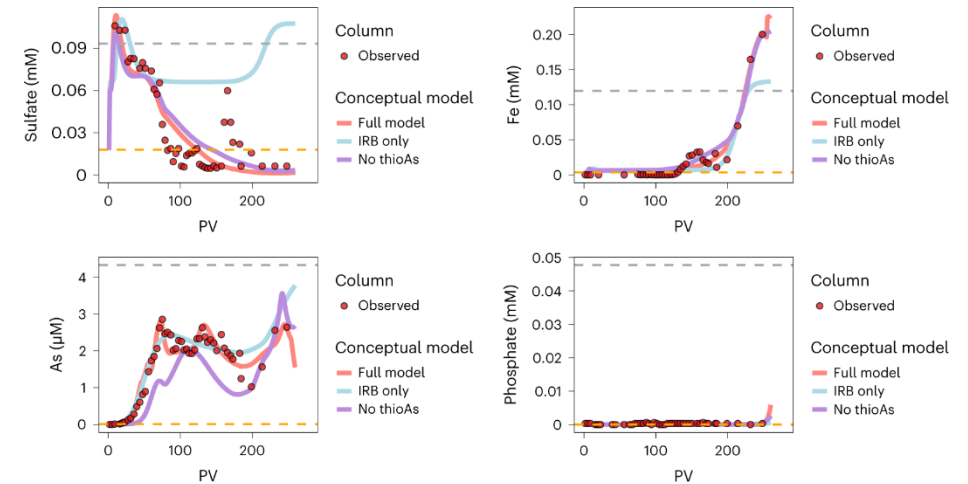 Sulfate (mM)
0.09
0.06
0.03
0
0
100
200
PV
Column
Observed
Conceptual model
Full model
IRB only
No thioAs
Fe (mM)
0.20
0.15
0.10
0.05
0
0
100
200
PV
Column
Observed
Conceptual model
Full model
IRB only
No thioAs
As (μM)
4
3
2
1
0
0
100
200
PV
Column
Observed
Conceptual model
Full model
IRB only
No thioAs
Phosphate (mM)
0.05
0.04
0.03
0.02
0.01
0
0
100
200
PV
Column
Observed
Conceptual model
Full model
IRB only
No thioAs